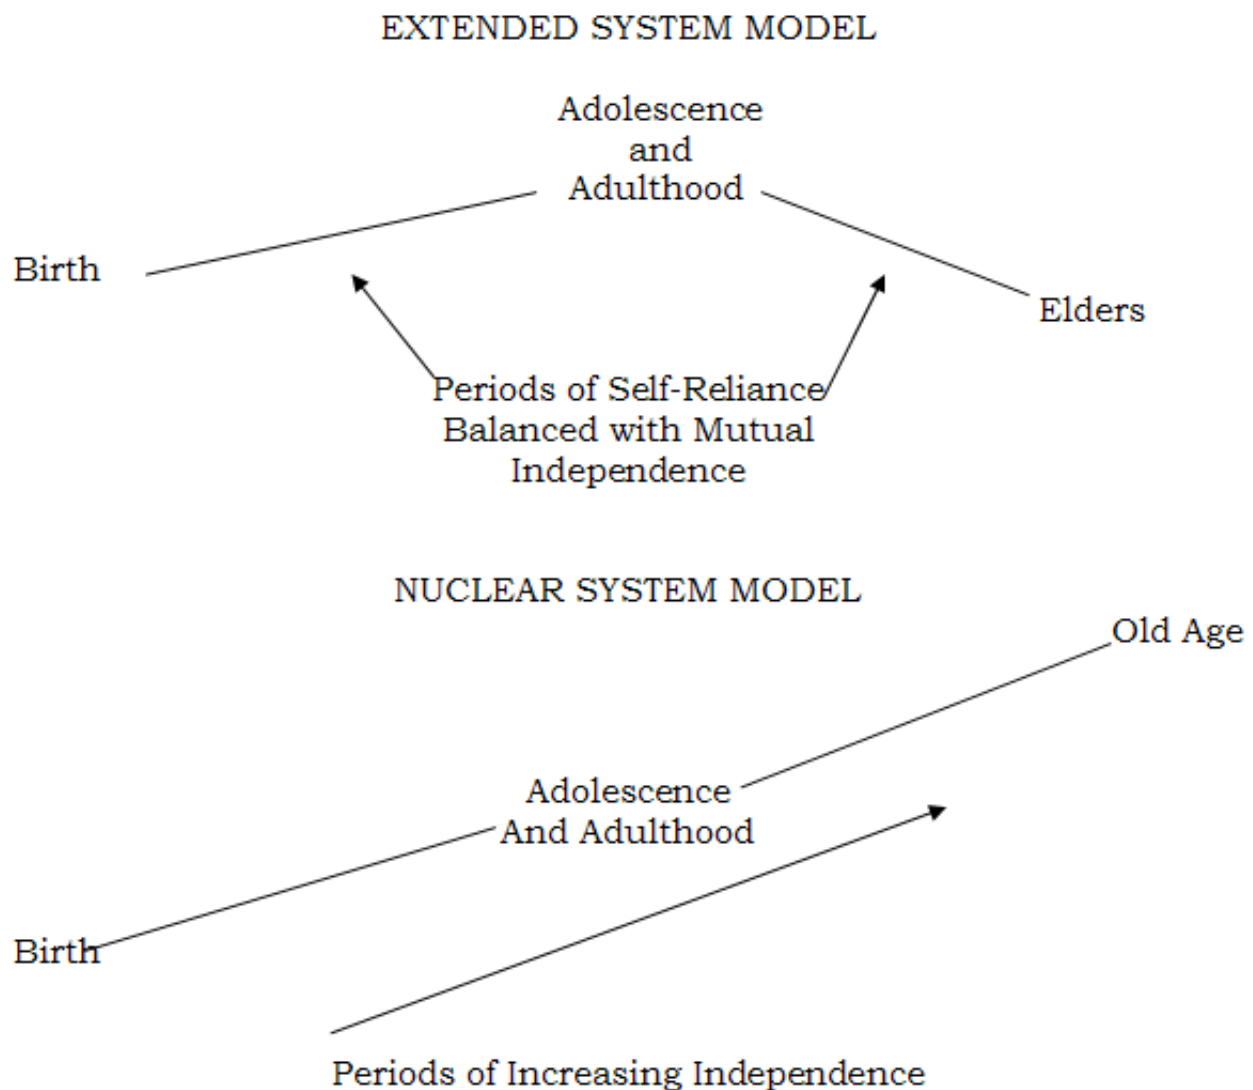 EXTENDED SYSTEM MODEL
Adolescence
and
Adulthood
Birth
Elders
Periods of Self-Reliance
Balanced with Mutual
Independence
NUCLEAR SYSTEM MODEL
Old Age
Adolescence
And Adulthood
Birth
Periods of Increasing Independence